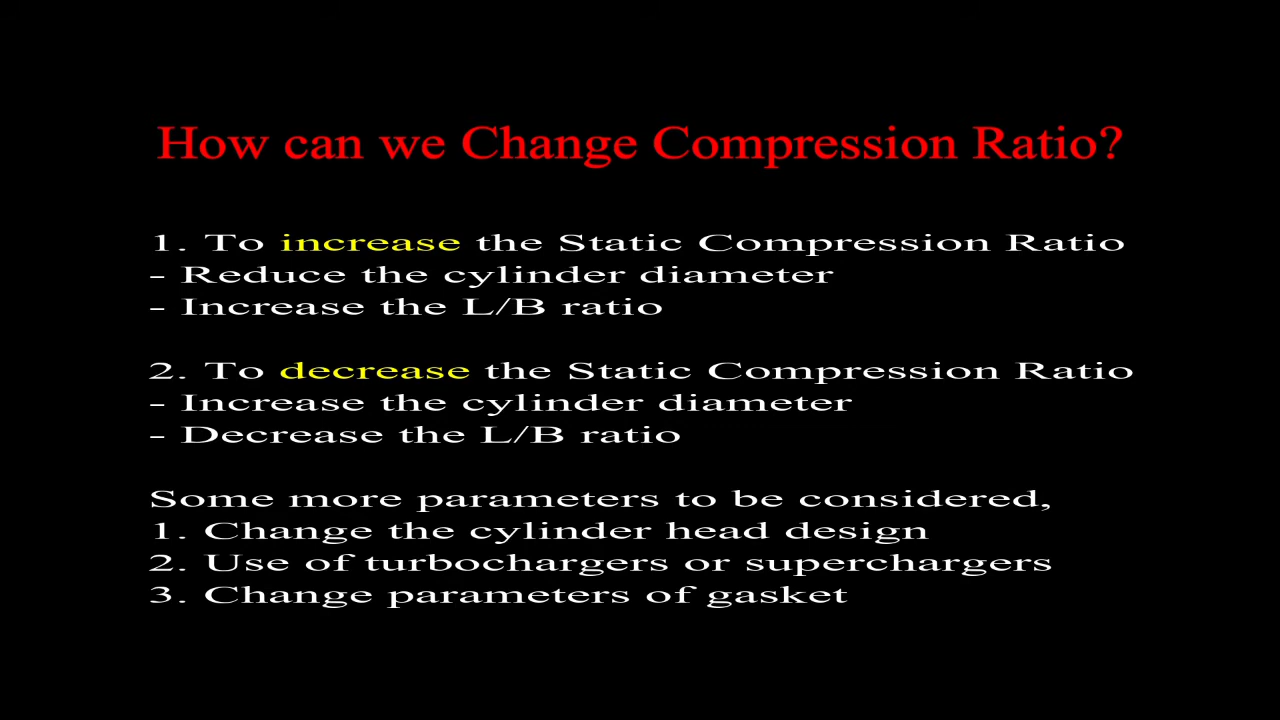 How can we Change Compression Ratio?
1. To increase the Static Compression Ratio
- Reduce the cylinder diameter
- Increase the L/B ratio
2. To decrease the Static Compression Ratio
- Increase the cylinder diameter
- Decrease the L/B ratio
Some more parameters to be considered,
1. Change the cylinder head design
2. Use of turbochargers or superchargers
3. Change parameters of gasket